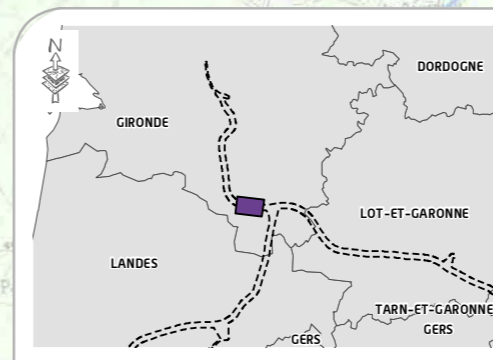 N
DORDOGNE
GIRONDE
LOT-ET-GARONNE
LANDES
TARN-ET-GARONNE
GERS
GERS